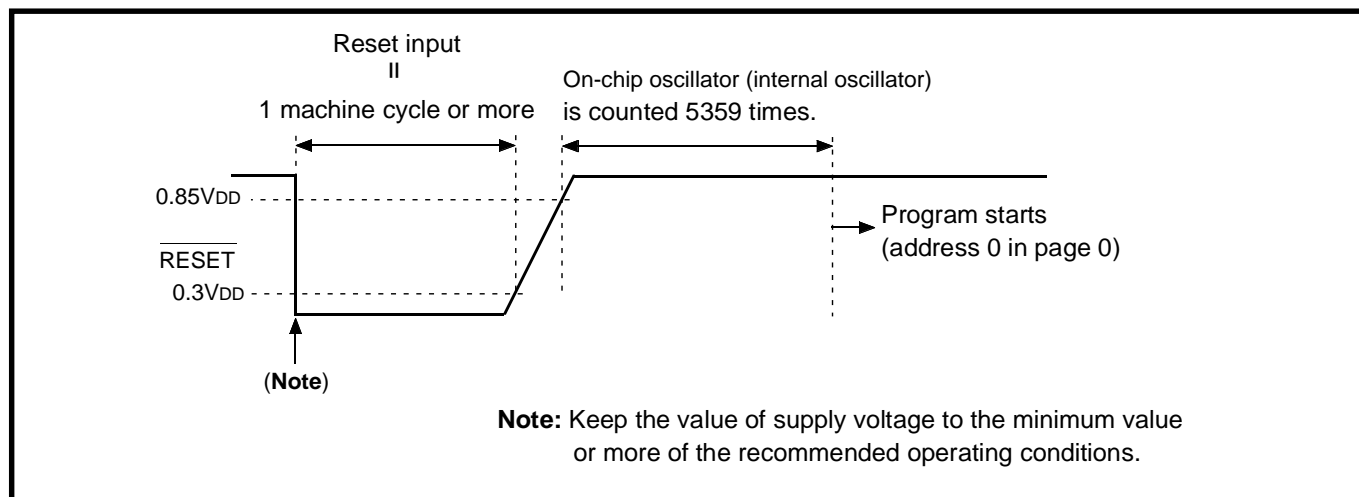 Reset input
=
1 machine cycle or more
On-chip oscillator (internal oscillator)
is counted 5359 times.
0.85VDD
Program starts
(address 0 in page 0)
RESET
0.3VDD
(Note)
Note: Keep the value of supply voltage to the minimum value
or more of the recommended operating conditions.